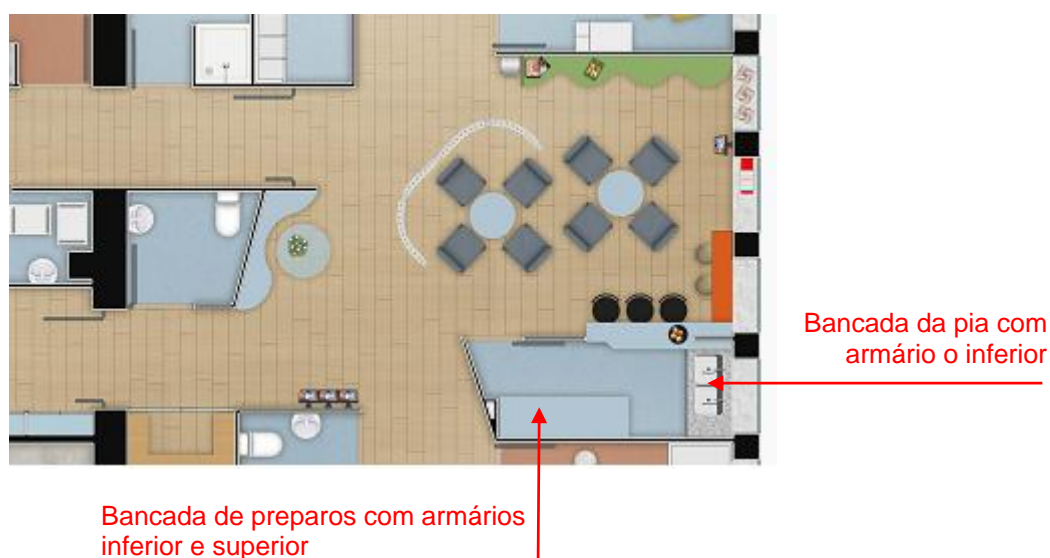 Bancada da pia com
armário o inferior
Bancada de preparos com armários
inferior e superior